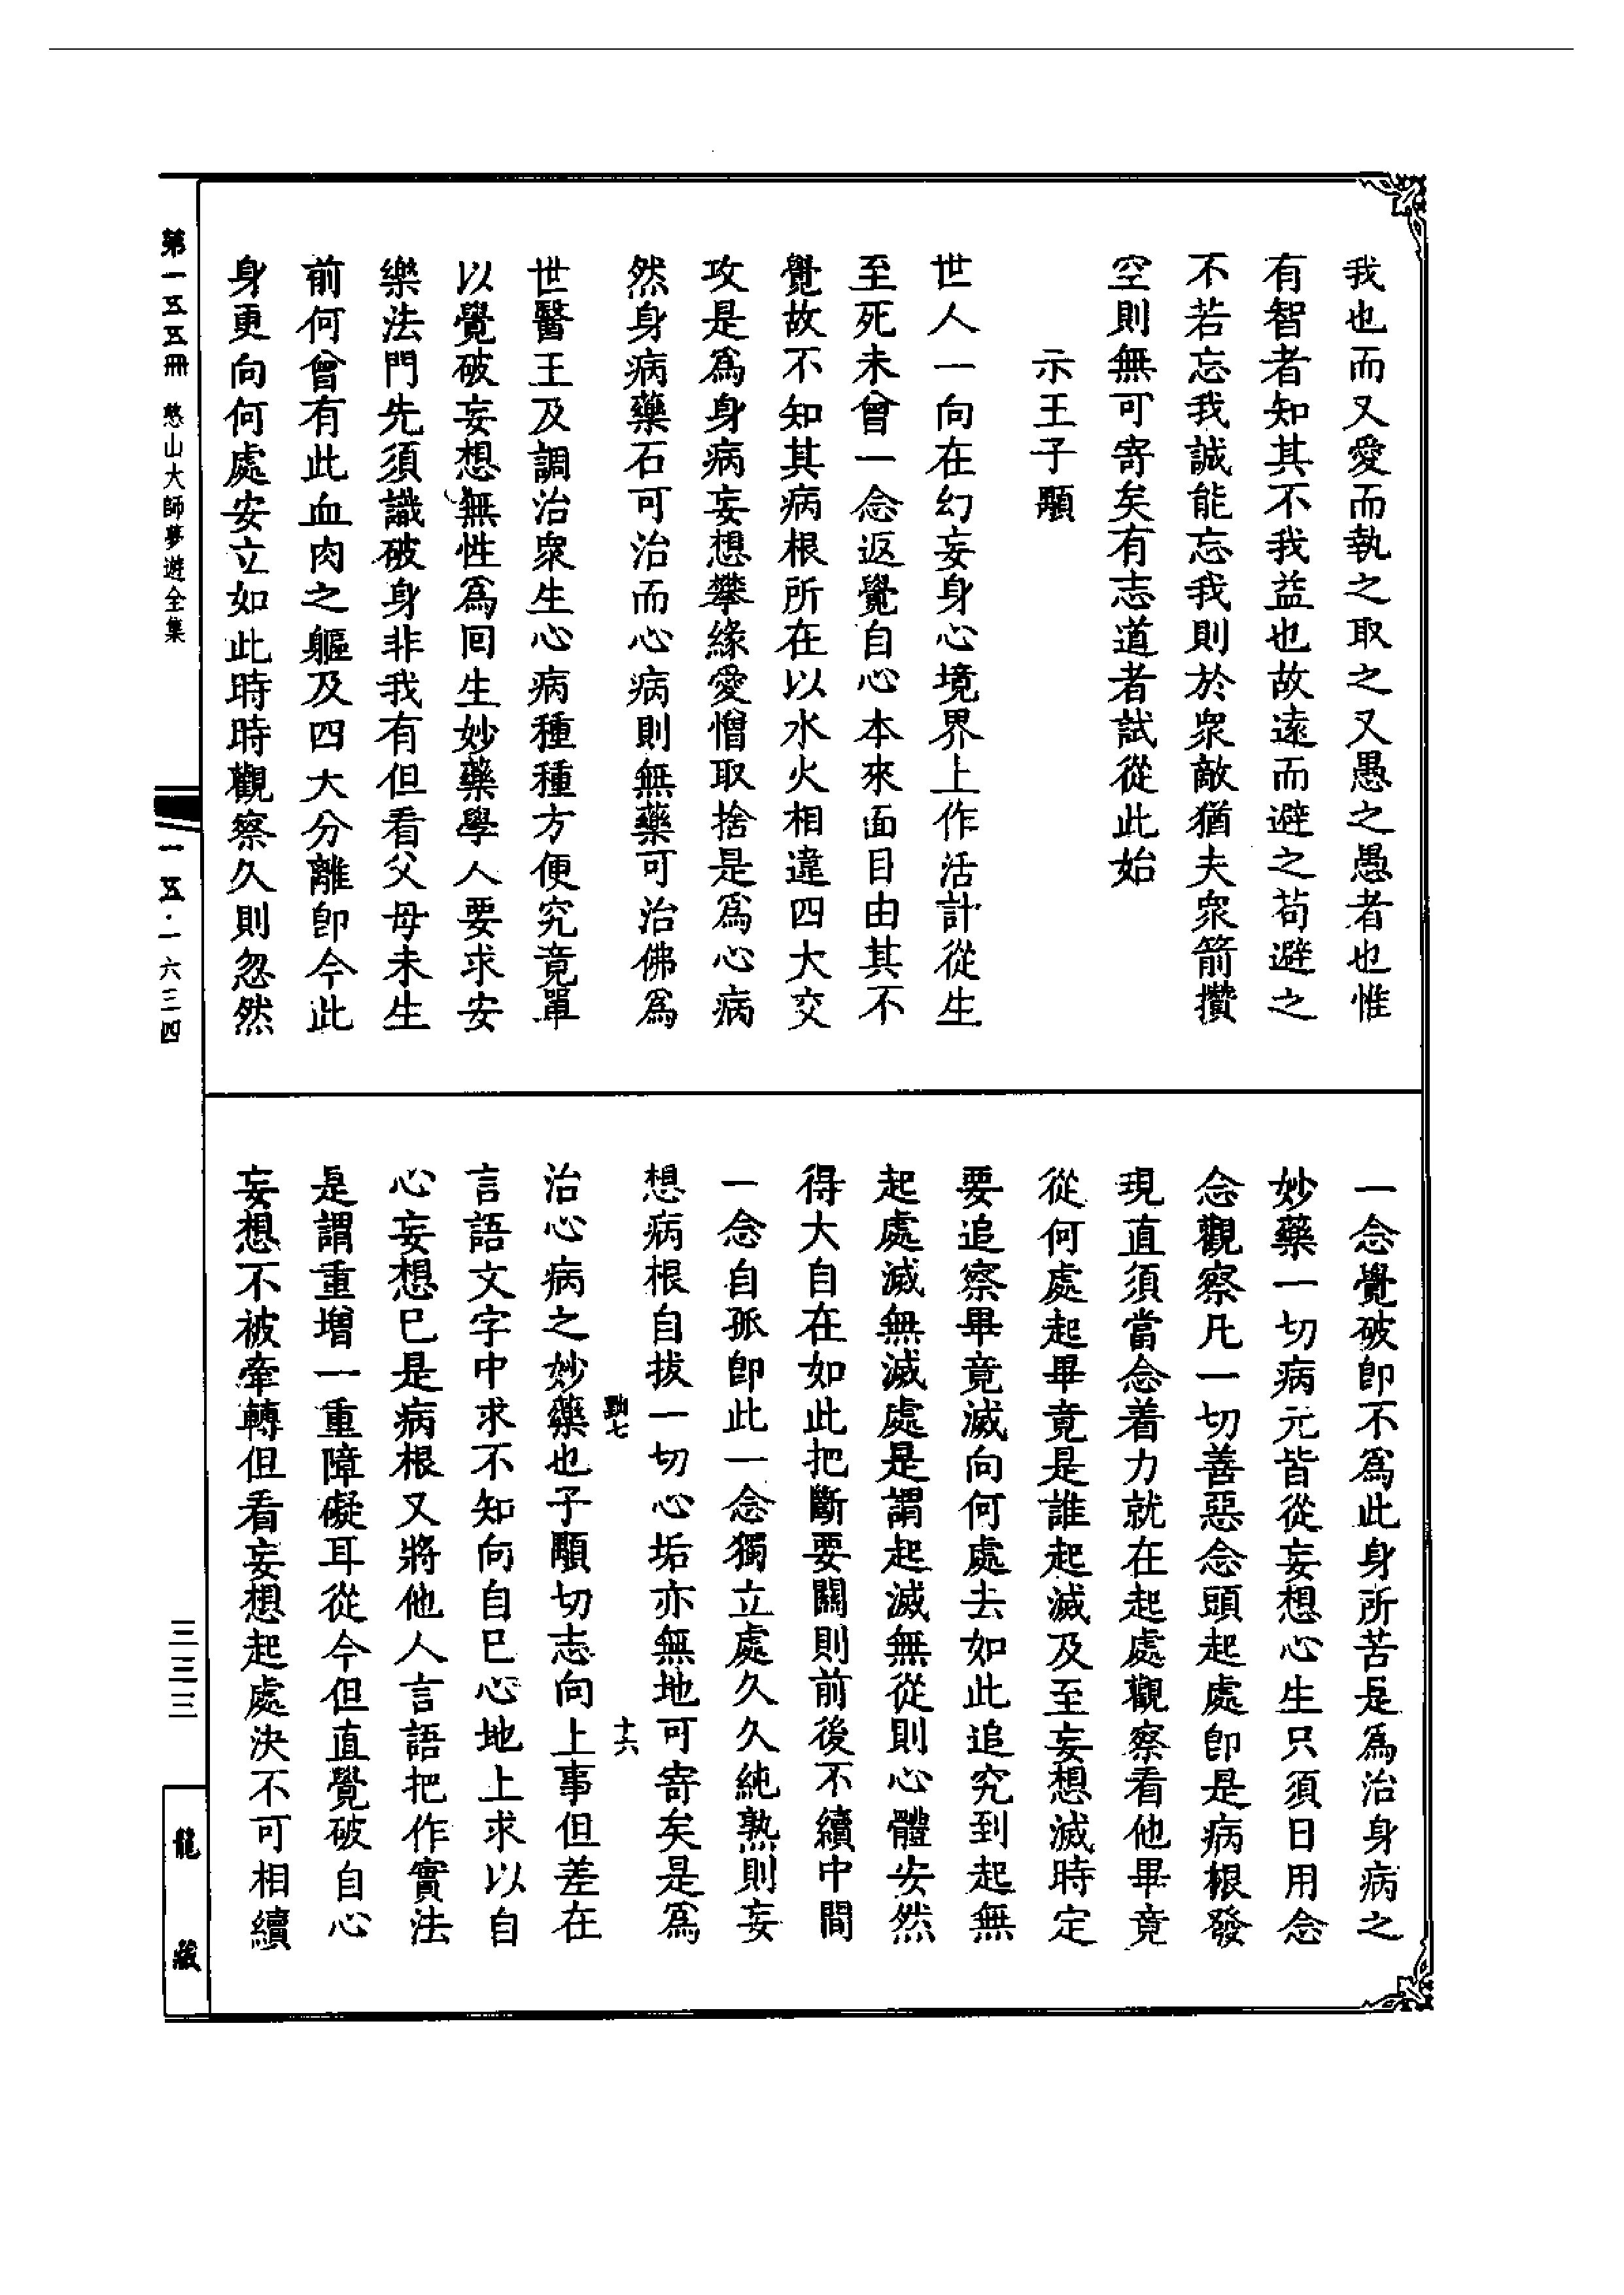 我也而又愛而執之取之又愚之愚者也惟
有智者知其不我益也故遠而避之苟避之
不若忘我誠能忘我則於衆敵猶夫衆箭攢
空則無可寄矣有志道者試從此始
示王子顒
世人一向在幻妄身心境界上作活計從生
至死未曾一念返覺自心本來面目由其不
覺故不知其病根所在以水火相違四大交
攻是爲身病妄想攀緣愛憎取捨是爲心病
然身病藥石可治而心病則無藥可治佛爲
世醫王及調治衆生心病種種方便究竟單
以覺破妄想無性爲回生妙藥學人要求安
樂法門先須識破身非我有但看父母未生
前何曾有此血肉之軀及四大分離卽今此
身更向何處安立如此時時觀察久則忽然
一念覺破卽不爲此身所苦是爲治身病之
妙藥一切病元皆從妄想心生只須日用念
念觀察凡一切善惡念頭起處卽是病根發
現直須當念着力就在起處觀察看他畢竟
從何處起畢竟是誰起滅及至妄想滅時定
要追察畢竟滅向何處去如此追究到起無
起處滅無滅處是謂起滅無從則心體安然
得大自在如此把斷要關則前後不續中間
一念自孤卽此一念獨立處久久純熟則妄
想病根自拔一切心垢亦無地可寄矣是爲
治心病之妙藥也子顒切志向上事但差在
言語文字中求不知向自巳心地上求以自
心妄想巳是病根又將他人言語把作實法
是謂重增一重障礙耳從今但直覺破自心
妄想不被牽轉但看妄想起處決不可相續
十六
第一五五冊 憨山大師夢遊全集
一五·一六三四
三三三
龍藏